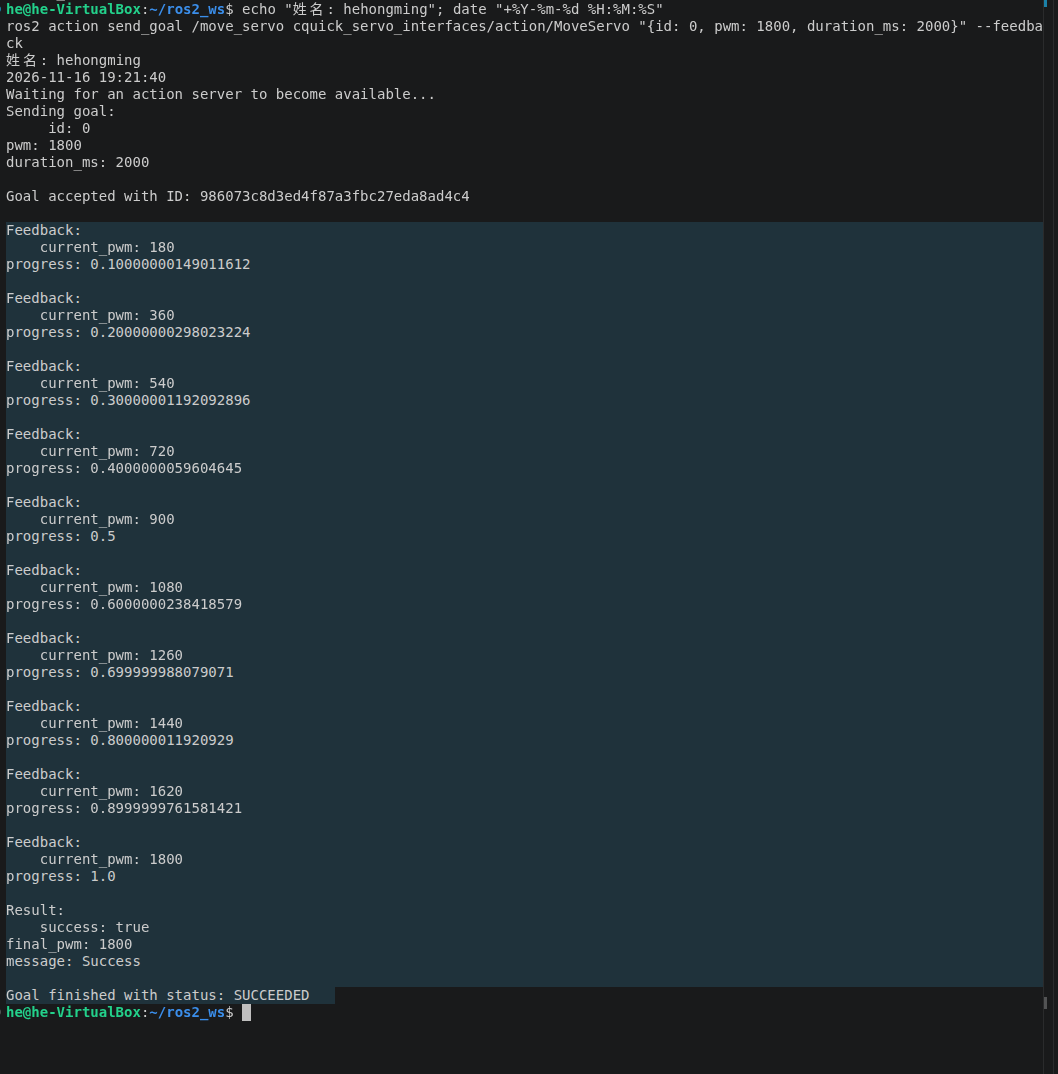 he@he-VirtualBox:~/ros2_ws$ echo "姓名: hehongming"; date "+%Y-%m-%d %H:%M:%S"
ros2 action send_goal /move_servo cquick_servo_interfaces/action/MoveServo "{id: 0, pwm: 1800, duration_ms: 2000}" --feedba
ck
姓名: hehongming
2026-11-16 19:21:40
Waiting for an action server to become available...
Sending goal:
     id: 0
pwm: 1800
duration_ms: 2000

Goal accepted with ID: 986073c8d3ed4f87a3fbc27eda8ad4c4

Feedback:
    current_pwm: 180
progress: 0.10000000149011612

Feedback:
    current_pwm: 360
progress: 0.20000000298023224

Feedback:
    current_pwm: 540
progress: 0.30000001192092896

Feedback:
    current_pwm: 720
progress: 0.4000000059604645

Feedback:
    current_pwm: 900
progress: 0.5

Feedback:
    current_pwm: 1080
progress: 0.6000000238418579

Feedback:
    current_pwm: 1260
progress: 0.699999988079071

Feedback:
    current_pwm: 1440
progress: 0.800000011920929

Feedback:
    current_pwm: 1620
progress: 0.8999999761581421

Feedback:
    current_pwm: 1800
progress: 1.0

Result:
    success: true
final_pwm: 1800
message: Success

Goal finished with status: SUCCEEDED
he@he-VirtualBox:~/ros2_ws$